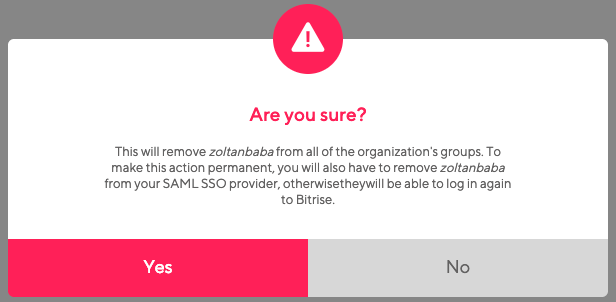 Are you sure?
This will remove zoltanbaba from all of the organization's groups. To
make this action permanent, you will also have to remove zoltanbaba
from your SAML SSO provider, otherwisetheywill be able to log in again
to Bitrise.
Yes
No